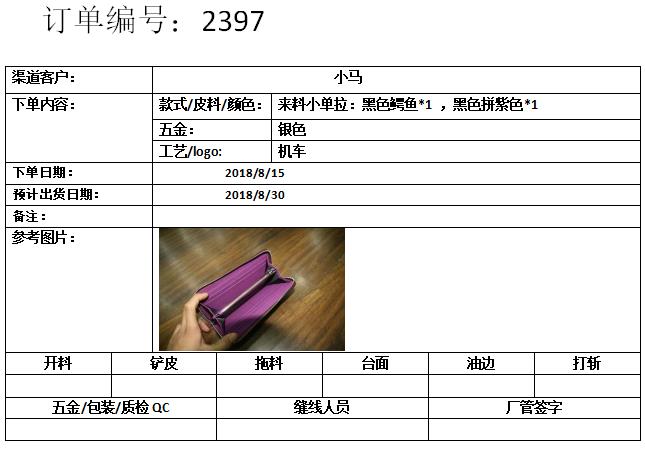 订单编号：2397
渠道客户： 小马
下单内容： 款式/皮料/颜色： 来料小单拉：黑色鳄鱼*1 ，黑色拼紫色*1
五金： 银色
工艺/logo: 机车
下单日期： 2018/8/15
预计出货日期： 2018/8/30
备注：
参考图片：
开料 铲皮 拖料 台面 油边 打斩
五金/包装/质检 QC 缝线人员 厂管签字